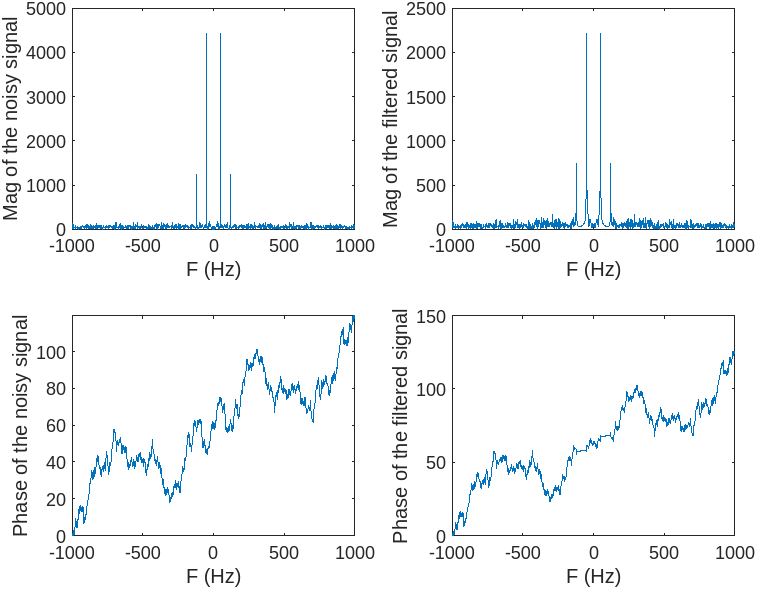 Mag of the noisy signal
5000
4000
3000
2000
1000
0
-1000 -500 0 500 1000
F (Hz)
Mag of the filtered signal
2500
2000
1500
1000
500
0
-1000 -500 0 500 1000
F (Hz)
Phase of the noisy signal
100
80
60
40
20
0
-1000 -500 0 500 1000
F (Hz)
Phase of the filtered signal
150
100
50
0
-1000 -500 0 500 1000
F (Hz)